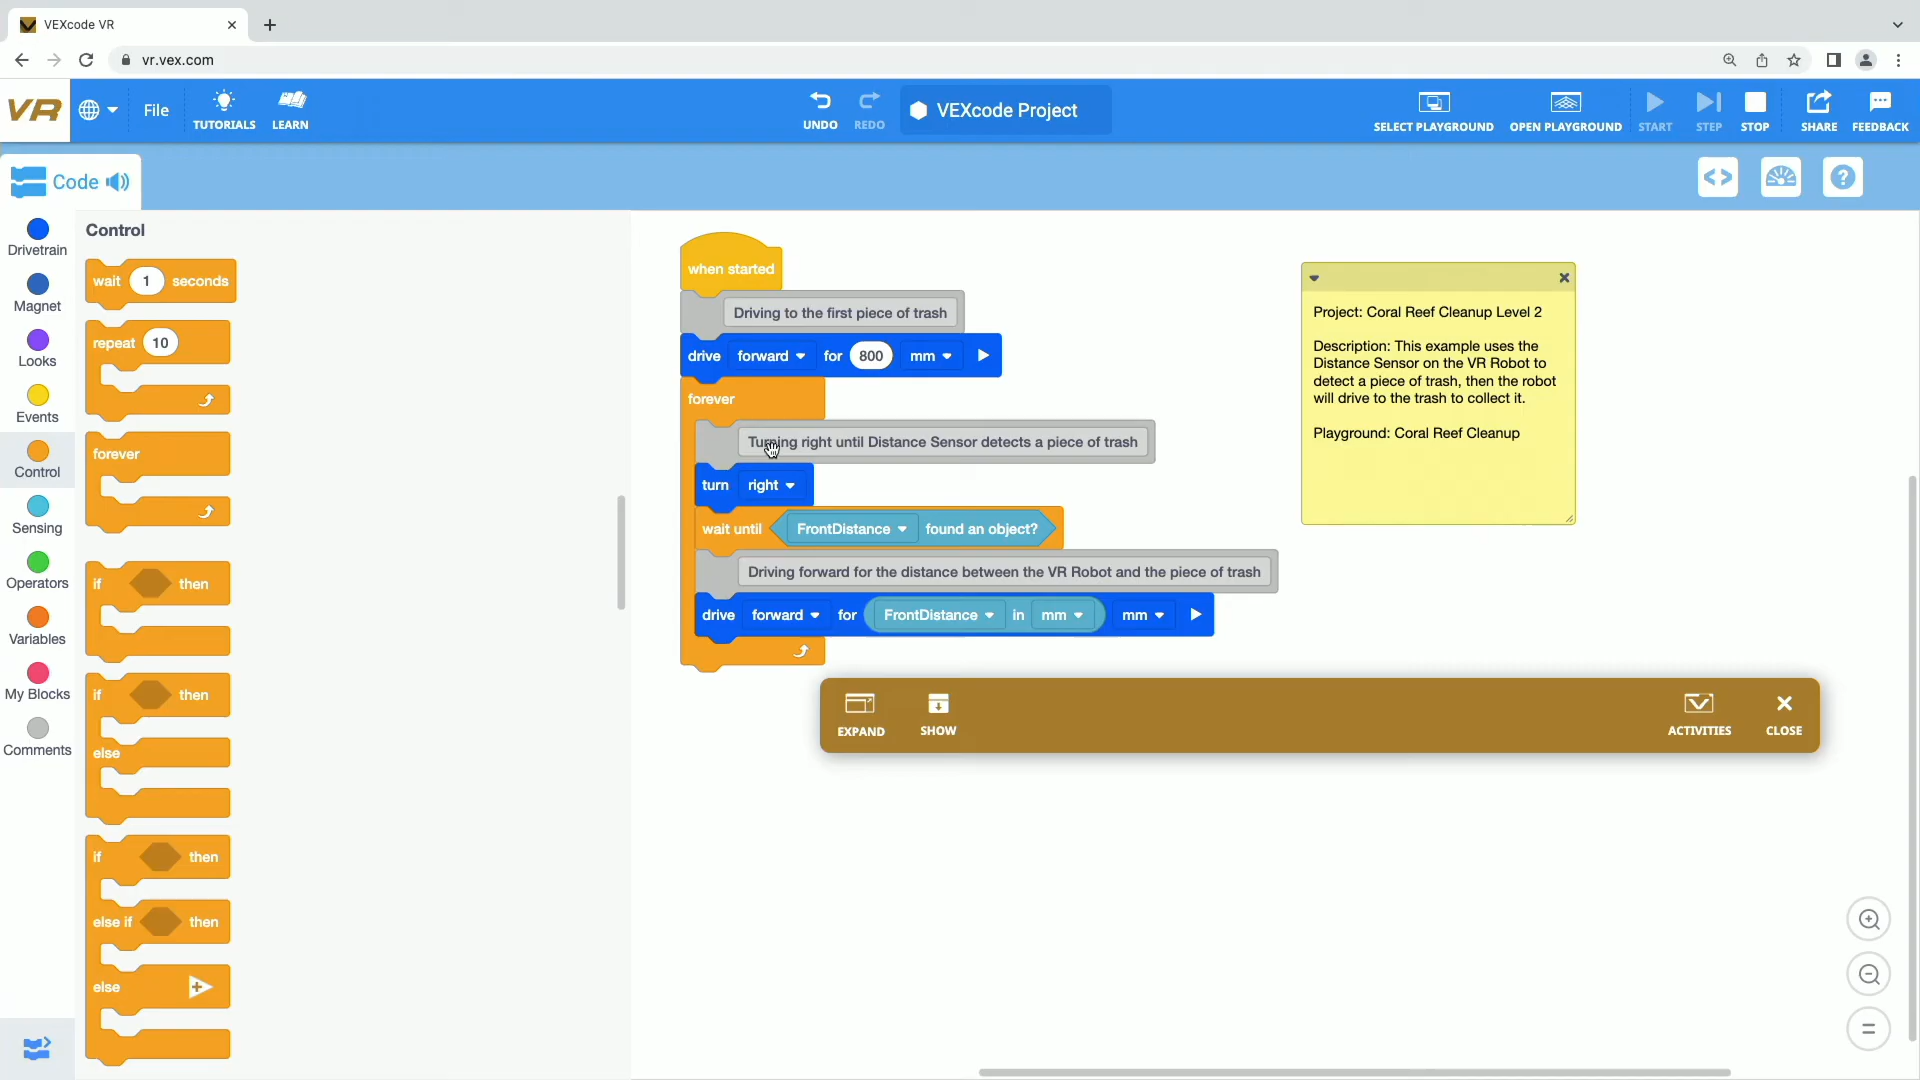 VEXcode VR
vr.vex.com
VR
File
TUTORIALS
LEARN
UNDO
REDO
VEXcode Project
SELECT PLAYGROUND
OPEN PLAYGROUND
START
STEP
STOP
SHARE
FEEDBACK
Code
Drivetrain
Magnet
Looks
Events
Control
Sensing
Operators
Variables
My Blocks
Comments
Control
wait 1 seconds
repeat 10
forever
if then
if then
else
if then
else if then
else
when started
Driving to the first piece of trash
drive forward for 800 mm
forever
Turning right until Distance Sensor detects a piece of trash
turn right
wait until FrontDistance found an object?
Driving forward for the distance between the VR Robot and the piece of trash
drive forward for FrontDistance in mm mm
Project: Coral Reef Cleanup Level 2
Description: This example uses the
Distance Sensor on the VR Robot to
detect a piece of trash, then the robot
will drive to the trash to collect it.
Playground: Coral Reef Cleanup
EXPAND
SHOW
ACTIVITIES
CLOSE